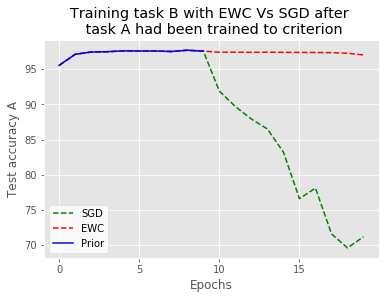 Training task B with EWC Vs SGD after
task A had been trained to criterion
Test accuracy A
95
90
85
80
75
70
SGD
EWC
Prior
0
5
10
15
Epochs